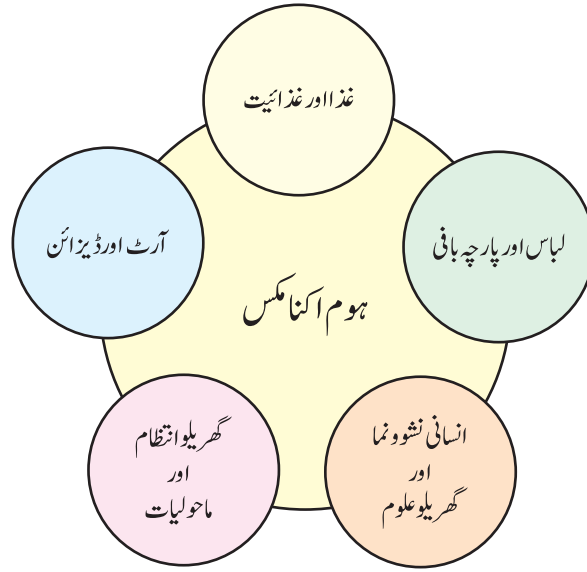 غذا اور غذائیت
لباس اور پارچہ بافی
آرٹ اور ڈیزائن
ہوم اکنامکس
انسانی نشوونما
اور
گھریلو علوم
گھریلو انتظام
اور
ماحولیات